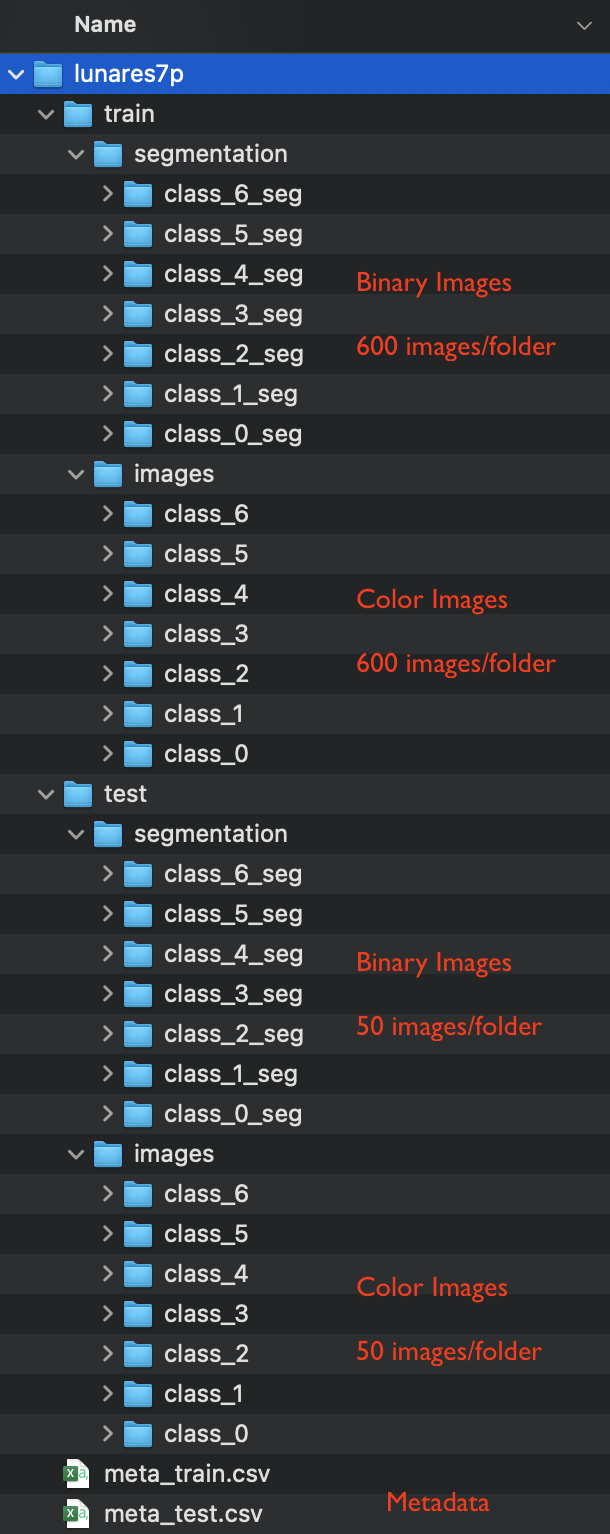 Name
lunares7p
train
segmentation
class_6_seg
class_5_seg
class_4_seg
Binary Images
class_3_seg
class_2_seg
600 images/folder
class_1_seg
class_0_seg
images
class_6
class_5
class_4
Color Images
class_3
class_2
600 images/folder
class_1
class_0
test
segmentation
class_6_seg
class_5_seg
class_4_seg
Binary Images
class_3_seg
class_2_seg
50 images/folder
class_1_seg
class_0_seg
images
class_6
class_5
class_4
Color Images
class_3
class_2
50 images/folder
class_1
class_0
meta_train.csv
Metadata
meta_test.csv